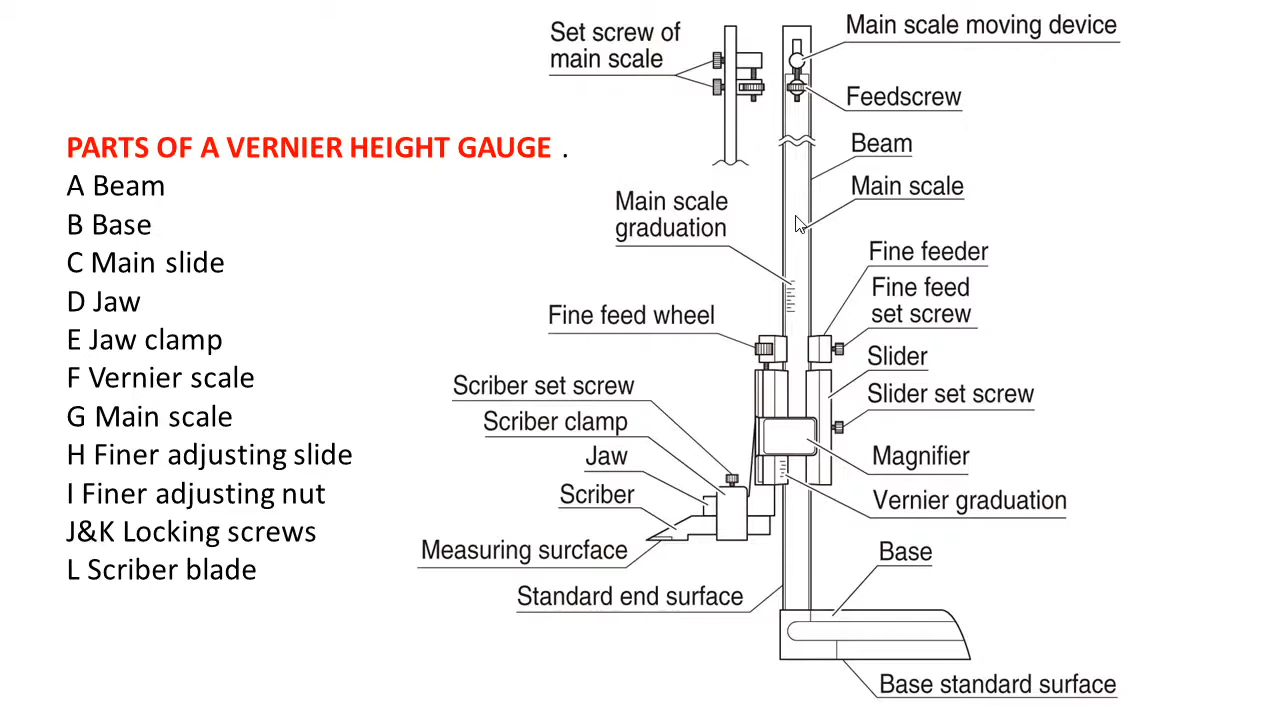 PARTS OF A VERNIER HEIGHT GAUGE .
A Beam
B Base
C Main slide
D Jaw
E Jaw clamp
F Vernier scale
G Main scale
H Finer adjusting slide
I Finer adjusting nut
J&K Locking screws
L Scriber blade
Set screw of
main scale
Main scale moving device
Feedscrew
Beam
Main scale
Main scale
graduation
Fine feeder
Fine feed
set screw
Fine feed wheel
Slider
Scriber set screw
Slider set screw
Scriber clamp
Jaw
Magnifier
Scriber
Vernier graduation
Measuring surcface
Base
Standard end surface
Base standard surface